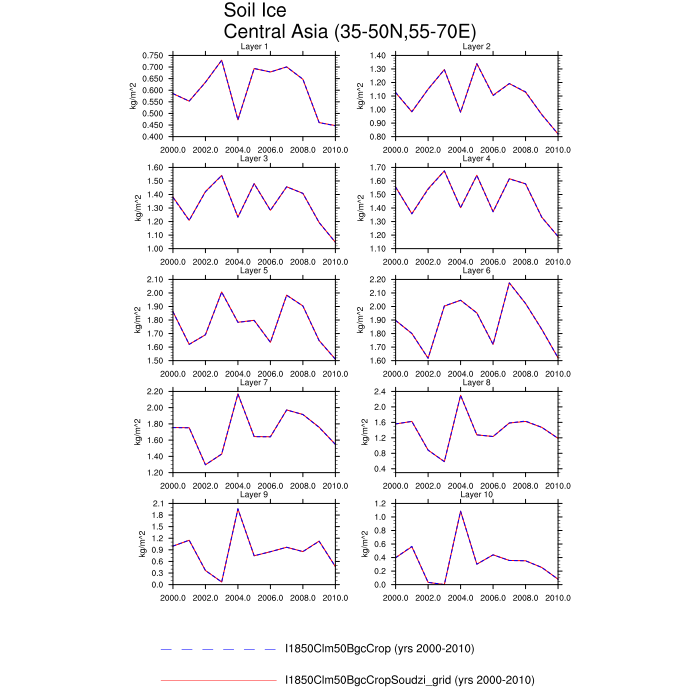 Soil Ice
Central Asia (35-50N,55-70E)
Layer 1
Layer 2
0.750
0.700
0.650
0.600
0.550
0.500
0.450
0.400
kg/m^2
2000.0 2002.0 2004.0 2006.0 2008.0 2010.0
1.40
1.30
1.20
1.10
1.00
0.90
0.80
kg/m^2
2000.0 2002.0 2004.0 2006.0 2008.0 2010.0
Layer 3
Layer 4
1.60
1.50
1.40
1.30
1.20
1.10
1.00
kg/m^2
2000.0 2002.0 2004.0 2006.0 2008.0 2010.0
1.70
1.60
1.50
1.40
1.30
1.20
1.10
kg/m^2
2000.0 2002.0 2004.0 2006.0 2008.0 2010.0
Layer 5
Layer 6
2.10
2.00
1.90
1.80
1.70
1.60
1.50
kg/m^2
2000.0 2002.0 2004.0 2006.0 2008.0 2010.0
2.20
2.10
2.00
1.90
1.80
1.70
1.60
kg/m^2
2000.0 2002.0 2004.0 2006.0 2008.0 2010.0
Layer 7
Layer 8
2.20
2.00
1.80
1.60
1.40
1.20
kg/m^2
2000.0 2002.0 2004.0 2006.0 2008.0 2010.0
2.4
2.0
1.6
1.2
0.8
0.4
kg/m^2
2000.0 2002.0 2004.0 2006.0 2008.0 2010.0
Layer 9
Layer 10
2.1
1.8
1.5
1.2
0.9
0.6
0.3
0.0
kg/m^2
2000.0 2002.0 2004.0 2006.0 2008.0 2010.0
1.2
1.0
0.8
0.6
0.4
0.2
0.0
kg/m^2
2000.0 2002.0 2004.0 2006.0 2008.0 2010.0
I1850Clm50BgcCrop (yrs 2000-2010)
I1850Clm50BgcCropSoudzi_grid (yrs 2000-2010)